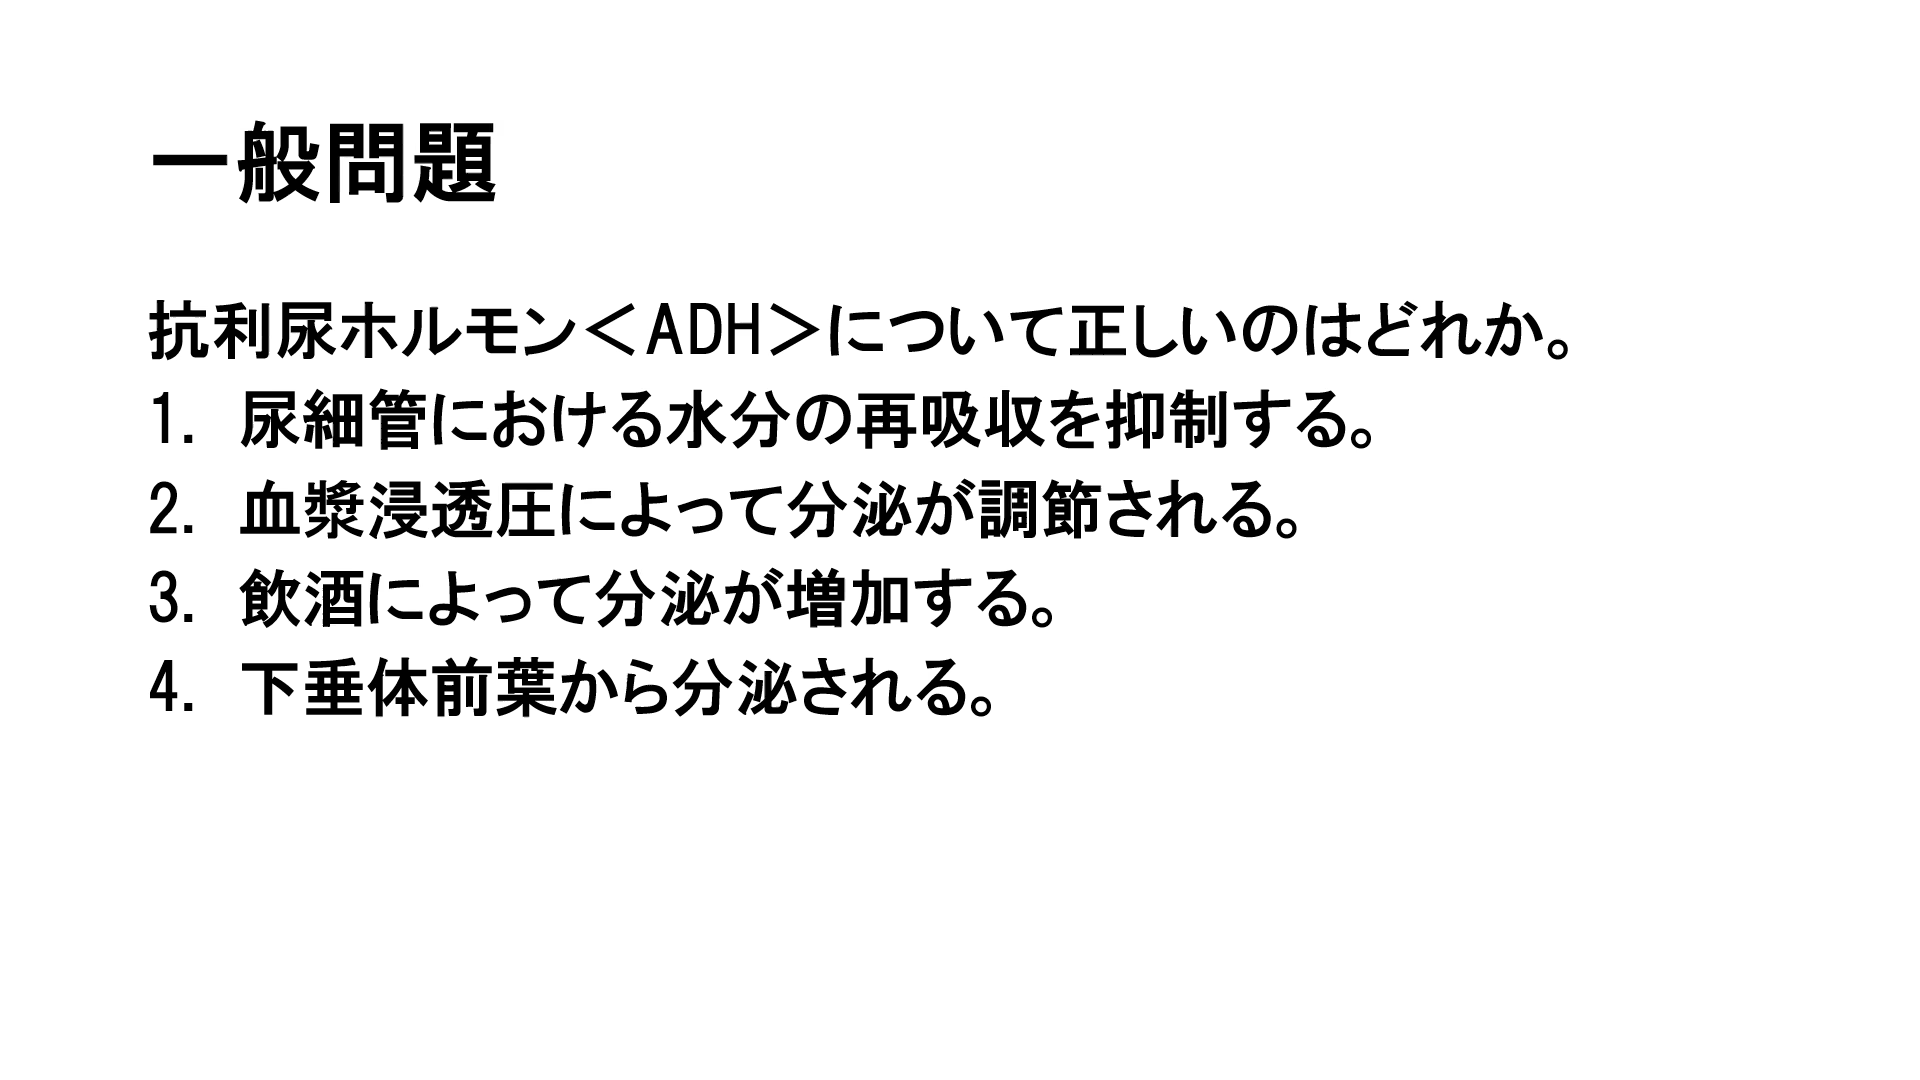 一般問題
抗利尿ホルモン＜ADH＞について正しいのはどれか。
1. 尿細管における水分の再吸収を抑制する。
2. 血漿浸透圧によって分泌が調節される。
3. 飲酒によって分泌が増加する。
4. 下垂体前葉から分泌される。